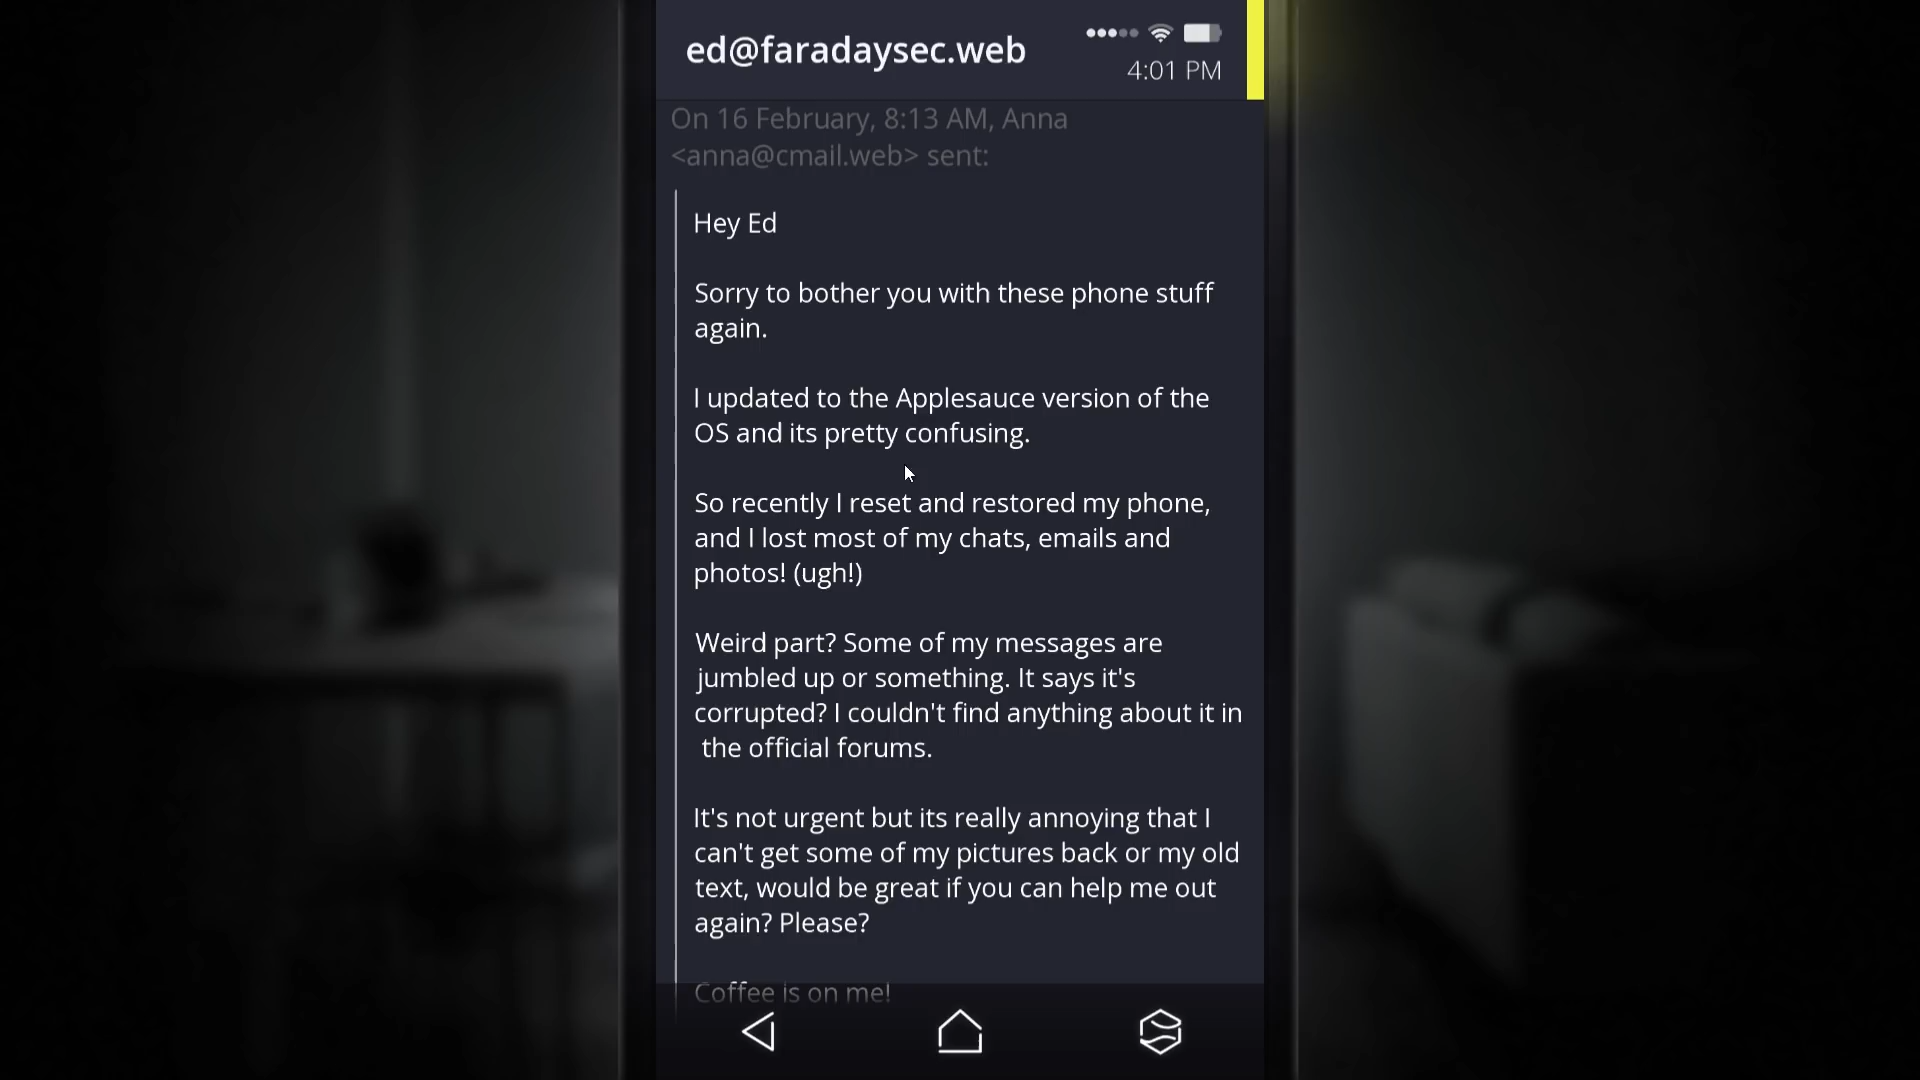 ed@faradaysec.web
4:01 PM
On 16 February, 8:13 AM, Anna
<anna@cmail.web> sent:
Hey Ed
Sorry to bother you with these phone stuff
again.
I updated to the Applesauce version of the
OS and its pretty confusing.
So recently I reset and restored my phone,
and I lost most of my chats, emails and
photos! (ugh!)
Weird part? Some of my messages are
jumbled up or something. It says it's
corrupted? I couldn't find anything about it in
the official forums.
It's not urgent but its really annoying that I
can't get some of my pictures back or my old
text, would be great if you can help me out
again? Please?
Coffee is on me!